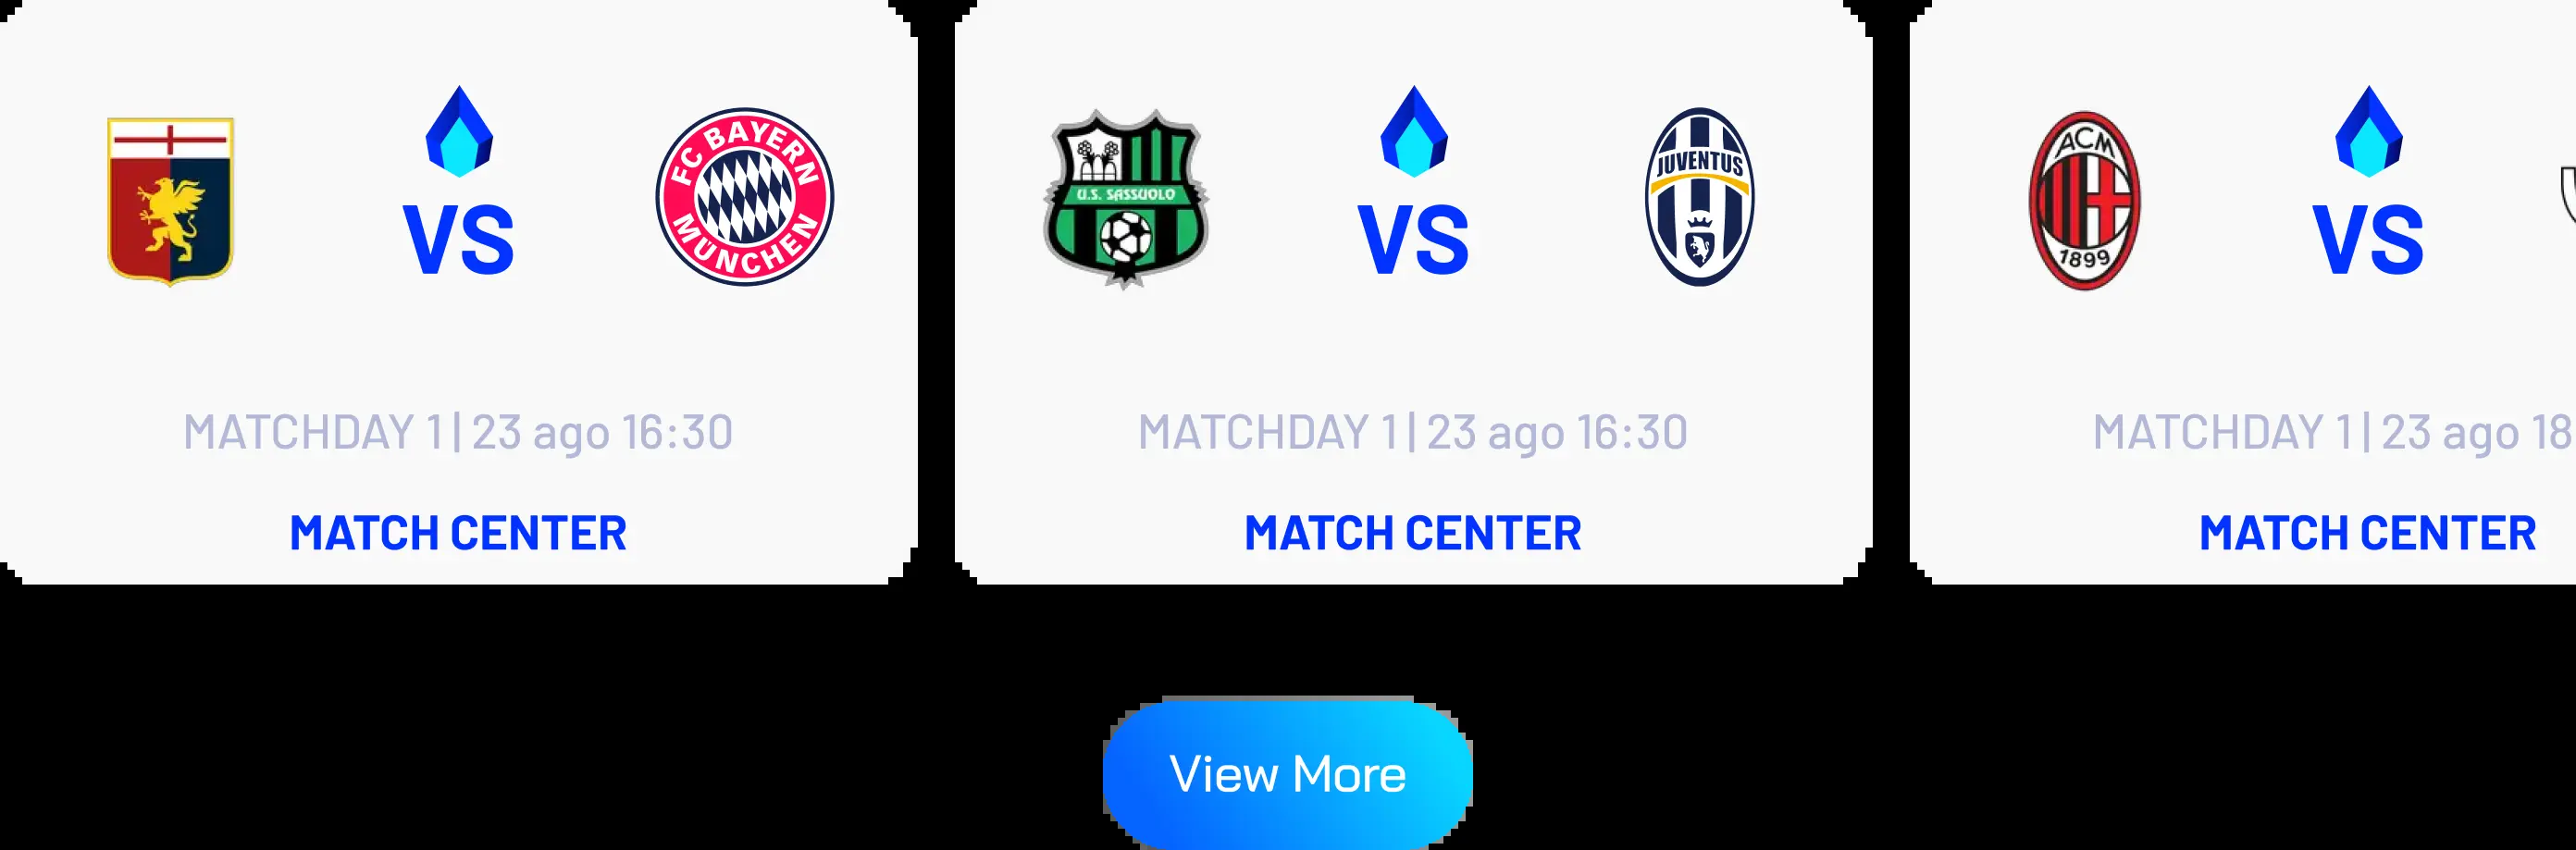 FC BAYERN
MÜNCHEN
VS
MATCHDAY 1 | 23 ago 16:30
MATCH CENTER
U.S. SASSUOLO
VS
JUVENTUS
MATCHDAY 1 | 23 ago 16:30
MATCH CENTER
ACM
1899
VS
MATCHDAY 1 | 23 ago 18
MATCH CENTER
View More